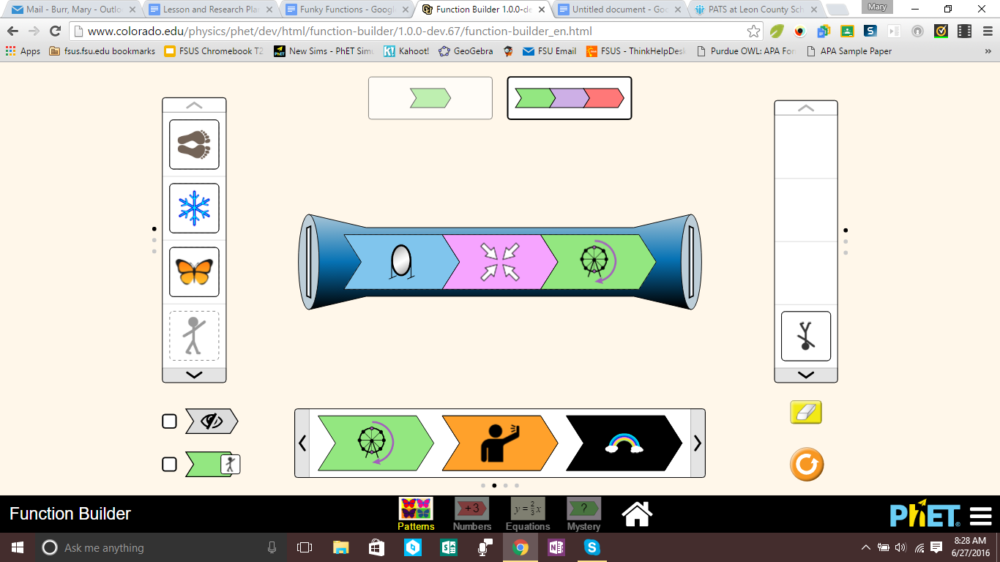 Mary
Mail - Burr, Mary - Outlo
Lesson and Research Pla
Funky Functions - Googl
Function Builder 1.0.0-de
Untitled document - Goo
PATS at Leon County Sch
www.colorado.edu/physics/phet/dev/html/function-builder/1.0.0-dev.67/function-builder_en.html
Apps
fsus.fsu.edu bookmarks
FSUS Chromebook T2
New Sims - PhET Simu
Kahoot!
GeoGebra
FSU Email
FSUS - ThinkHelpDesk
Purdue OWL: APA For
APA Sample Paper
»
+3
y = 2/3 x
?
Function Builder
Patterns
Numbers
Equations
Mystery
PhET
Ask me anything
8:28 AM
6/27/2016